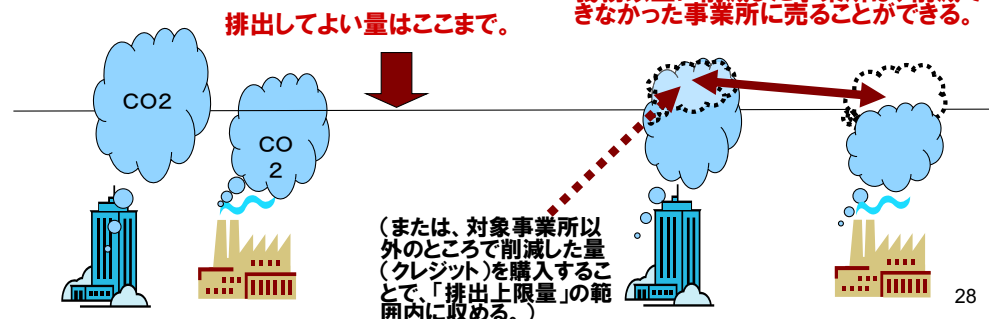 排出してよい量はここまで。
きなかった事業所に売ることができる。
CO2
CO
2
(または、対象事業所以
外のところで削減した量
(クレジット)を購入するこ
とで、「排出上限量」の範
囲内に収める。)
28